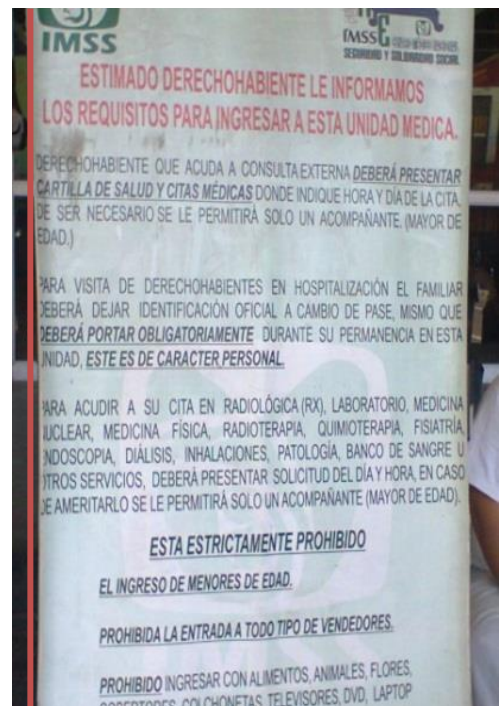 IMSS
IMSS
SEGURIDAD Y SOLIDARIDAD SOCIAL
ESTIMADO DERECHOHABIENTE LE INFORMAMOS
LOS REQUISITOS PARA INGRESAR A ESTA UNIDAD MEDICA.
DERECHOHABIENTE QUE ACUDA A CONSULTA EXTERNA DEBERÁ PRESENTAR
CARTILLA DE SALUD Y CITAS MÉDICAS DONDE INDIQUE HORA Y DÍA DE LA CITA.
DE SER NECESARIO SE LE PERMITIRÁ SOLO UN ACOMPAÑANTE. (MAYOR DE
EDAD.)
PARA VISITA DE DERECHOHABIENTES EN HOSPITALIZACIÓN EL FAMILIAR
DEBERÁ DEJAR IDENTIFICACIÓN OFICIAL A CAMBIO DE PASE, MISMO QUE
DEBERÁ PORTAR OBLIGATORIAMENTE DURANTE SU PERMANENCIA EN ESTA
UNIDAD, ESTE ES DE CARACTER PERSONAL.
PARA ACUDIR A SU CITA EN RADIOLÓGICA (RX), LABORATORIO, MEDICINA
NUCLEAR, MEDICINA FÍSICA, RADIOTERAPIA, QUIMIOTERAPIA, FISIATRÍA,
ENDOSCOPIA, DIÁLISIS, INHALACIONES, PATOLOGÍA, BANCO DE SANGRE U
OTROS SERVICIOS, DEBERÁ PRESENTAR SOLICITUD DEL DÍA Y HORA, EN CASO
DE AMERITARLO SE LE PERMITIRÁ SOLO UN ACOMPAÑANTE (MAYOR DE EDAD).
ESTA ESTRICTAMENTE PROHIBIDO
EL INGRESO DE MENORES DE EDAD.
PROHIBIDA LA ENTRADA A TODO TIPO DE VENDEDORES.
PROHIBIDO INGRESAR CON ALIMENTOS, ANIMALES, FLORES,
COBERTORES, COLCHONETAS, TELEVISORES, DVD, LAPTOP